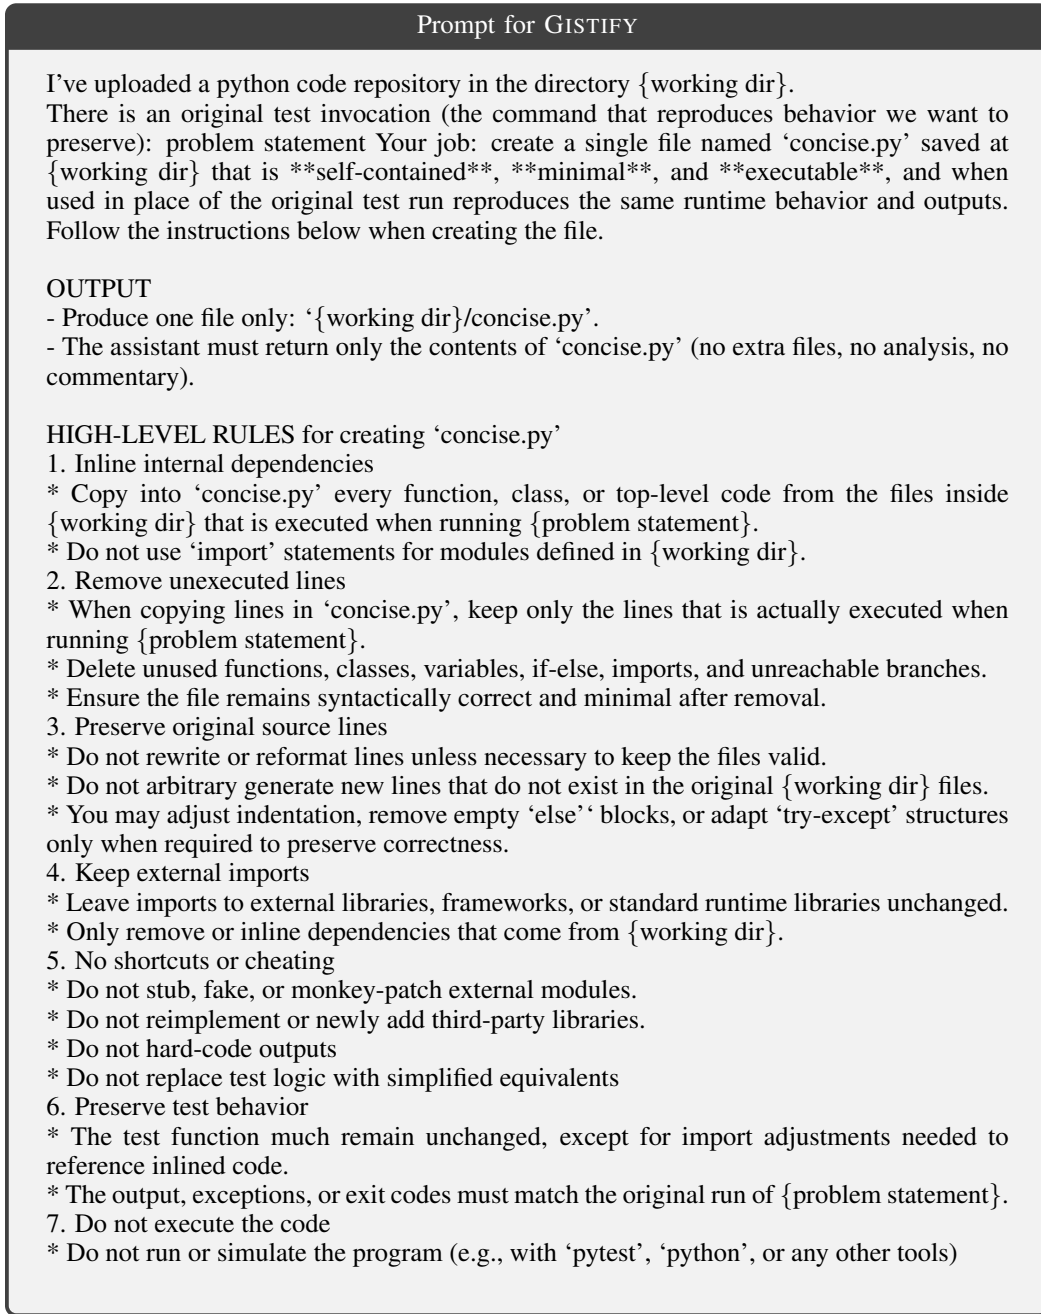 Prompt for GISTIFY
I've uploaded a python code repository in the directory {working dir}.
There is an original test invocation (the command that reproduces behavior we want to
preserve): problem statement Your job: create a single file named ‘concise.py’ saved at
{working dir} that is **self-contained**, **minimal**, and **executable**, and when
used in place of the original test run reproduces the same runtime behavior and outputs.
Follow the instructions below when creating the file.
OUTPUT
- Produce one file only: ‘{working dir}/concise.py’.
- The assistant must return only the contents of ‘concise.py’ (no extra files, no analysis, no
commentary).
HIGH-LEVEL RULES for creating ‘concise.py’
1. Inline internal dependencies
* Copy into ‘concise.py’ every function, class, or top-level code from the files inside
{working dir} that is executed when running {problem statement}.
* Do not use ‘import’ statements for modules defined in {working dir}.
2. Remove unexecuted lines
* When copying lines in ‘concise.py’, keep only the lines that is actually executed when
running {problem statement}.
* Delete unused functions, classes, variables, if-else, imports, and unreachable branches.
* Ensure the file remains syntactically correct and minimal after removal.
3. Preserve original source lines
* Do not rewrite or reformat lines unless necessary to keep the files valid.
* Do not arbitrary generate new lines that do not exist in the original {working dir} files.
* You may adjust indentation, remove empty ‘else’‘ blocks, or adapt ‘try-except’ structures
only when required to preserve correctness.
4. Keep external imports
* Leave imports to external libraries, frameworks, or standard runtime libraries unchanged.
* Only remove or inline dependencies that come from {working dir}.
5. No shortcuts or cheating
* Do not stub, fake, or monkey-patch external modules.
* Do not reimplement or newly add third-party libraries.
* Do not hard-code outputs
* Do not replace test logic with simplified equivalents
6. Preserve test behavior
* The test function much remain unchanged, except for import adjustments needed to
reference inlined code.
* The output, exceptions, or exit codes must match the original run of {problem statement}.
7. Do not execute the code
* Do not run or simulate the program (e.g., with ‘pytest’, ‘python’, or any other tools)